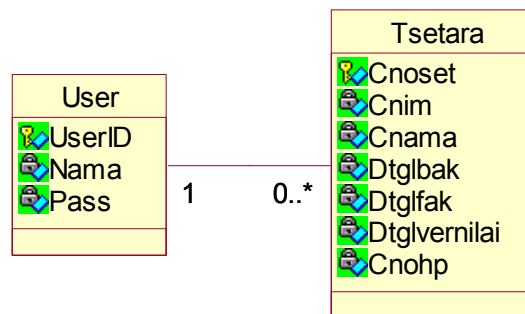 User
UserID
Nama
Pass
1
0..*
Tsetara
Cnoset
Cnim
Cnama
Dtglbak
Dtglfak
Dtglvernilai
Cnohp